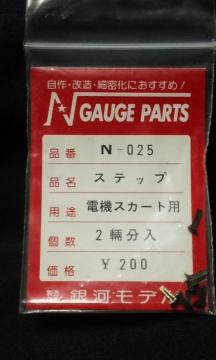 自作・改造・細密化におすすめ!
N GAUGE PARTS
品番 N-025
品名 ステップ
用途 電機スカート用
個数 2輛分入
価格 ¥200
銀河モデル